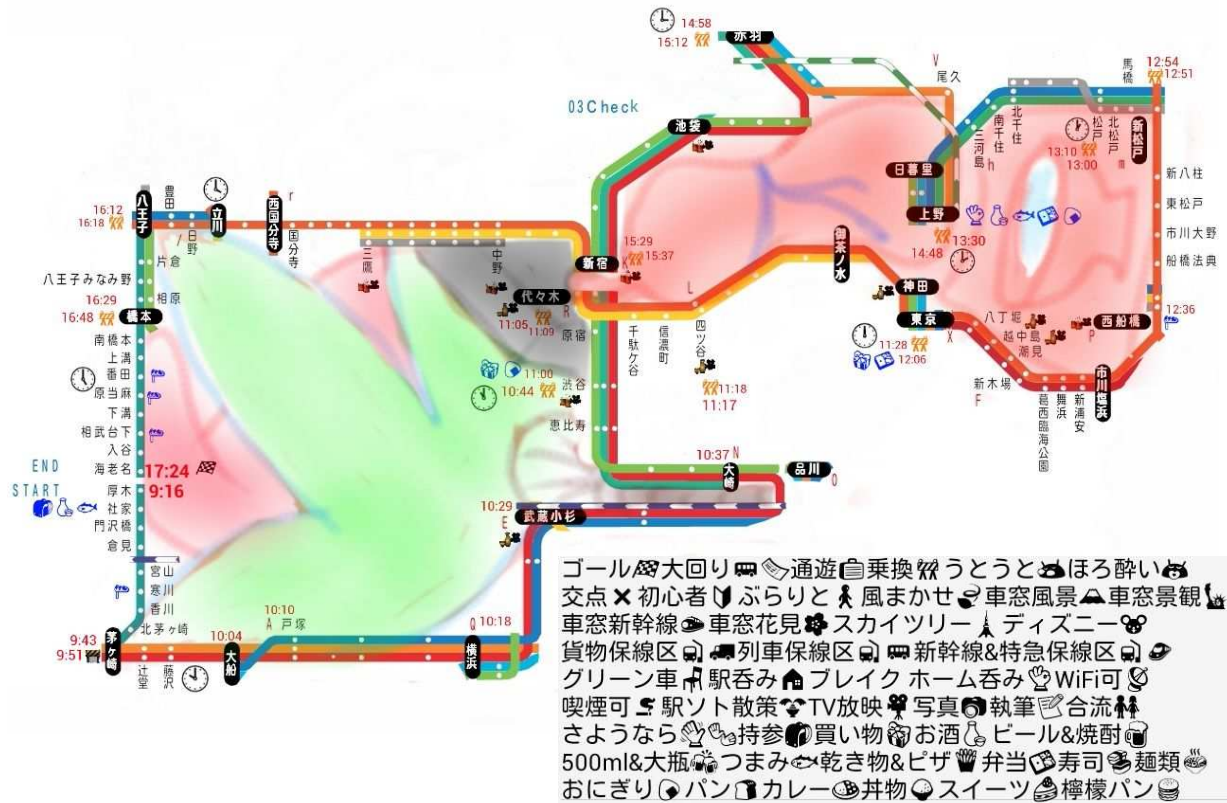 14:58
15:12
赤羽
V
尾久
馬橋
12:54
12:51
03Check
池袋
北千住
南千住
三河島
h
松戸
北松戸
新松戸
m
13:10
13:00
日暮里
新八柱
東松戸
市川大野
船橋法典
上野
13:30
14:48
16:12
16:18
八王子
豊田
日野
立川
r
西国分寺
国分寺
三鷹
中野
新宿
15:29
15:37
K
御茶ノ水
神田
東京
片倉
八王子みなみ野
相原
16:29
16:48
橋本
代々木
R
11:05
11:09
原宿
L
千駄ケ谷
信濃町
四ツ谷
11:18
11:17
11:28
12:06
X
八丁堀
越中島
潮見
P
西船橋
12:36
新木場
F
葛西臨海公園
舞浜
新浦安
市川塩浜
南橋本
上溝
番田
原当麻
下溝
相武台下
入谷
海老名
17:24
END
START
9:16
厚木
社家
門沢橋
倉見
宮山
寒川
香川
北茅ヶ崎
11:00
10:44
渋谷
恵比寿
10:37
N
大崎
品川
O
10:29
E
武蔵小杉
9:43
9:51
茅ヶ崎
辻堂
藤沢
10:04
大船
10:10
A
戸塚
Q
10:18
横浜
ゴール大回り通遊乗換うとうとほろ酔い
交点初心者ぶらりと風まかせ車窓風景車窓景観
車窓新幹線車窓花見スカイツリーディズニー
貨物保線区列車保線区新幹線&特急保線区
グリーン車駅呑みブレイク ホーム呑みWiFi可
喫煙可駅ソト散策TV放映写真執筆合流
さようなら持参買い物お酒ビール&焼酎
500ml&大瓶つまみ乾き物&ピザ弁当寿司麺類
おにぎりパンカレー丼物スイーツ檸檬パン